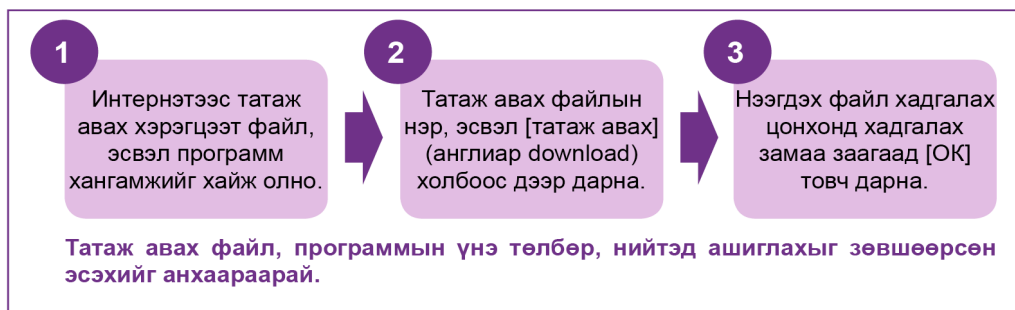 1
Интернэтээс татаж
авах хэрэгцээт файл,
эсвэл программ
хангамжийг хайж олно.
2
Татаж авах файлын
нэр, эсвэл [татаж авах]
(англиар download)
холбоос дээр дарна.
3
Нээгдэх файл хадгалах
цонхонд хадгалах
замаа заагаад [ОК]
товч дарна.
Татаж авах файл, программын үнэ төлбөр, нийтэд ашиглахыг зөвшөөрсөн
эсэхийг анхаараарай.